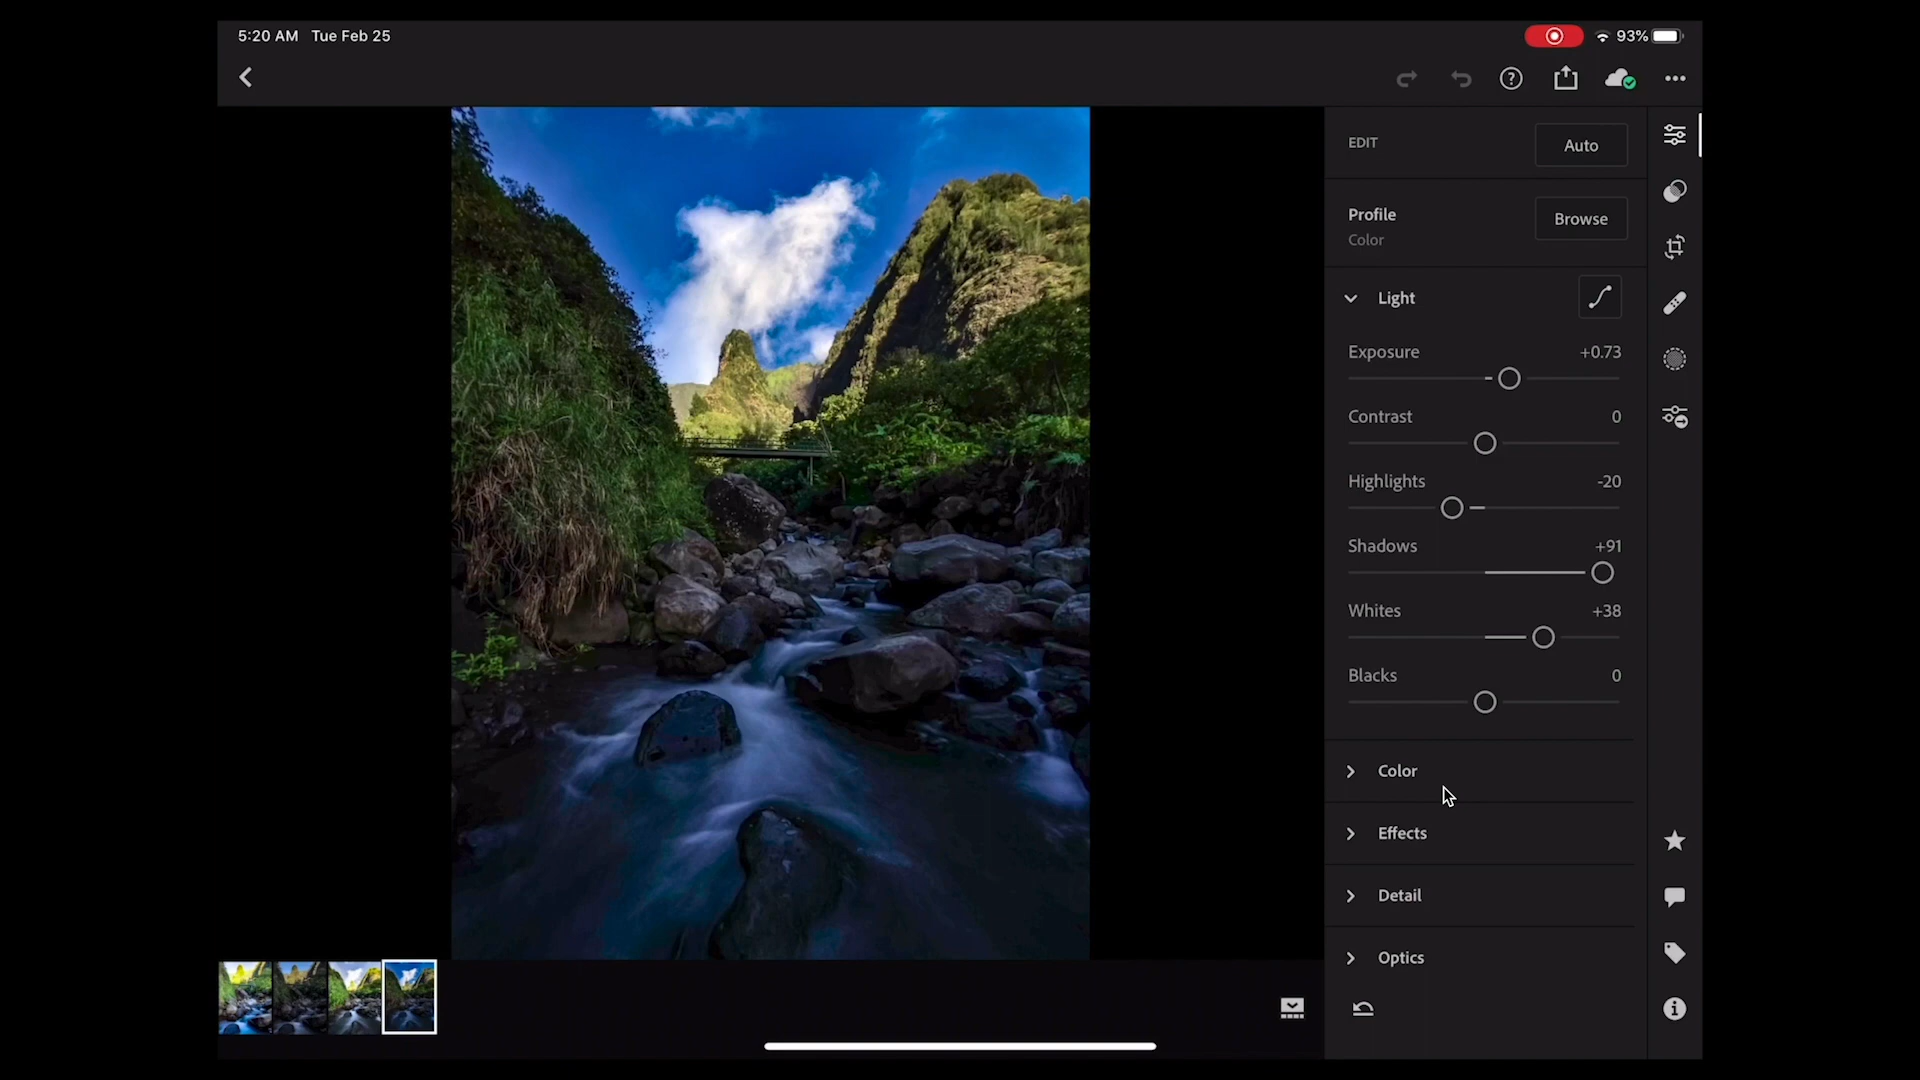 5:20 AM Tue Feb 25
93%
EDIT
Auto
Profile
Color
Browse
Light
Exposure +0.73
Contrast 0
Highlights -20
Shadows +91
Whites +38
Blacks 0
Color
Effects
Detail
Optics